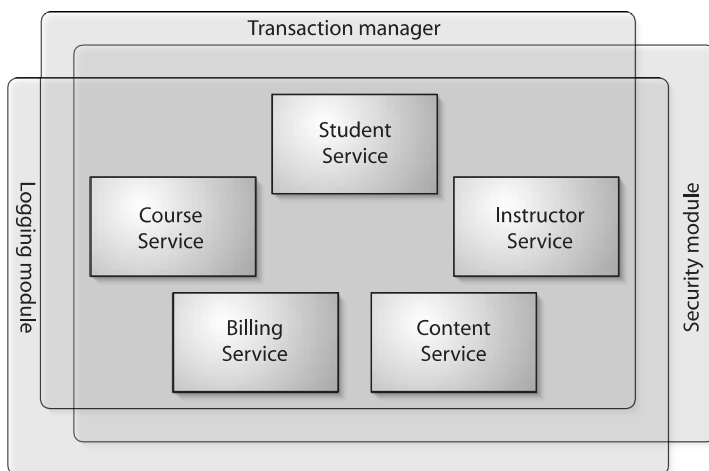 Transaction manager
Student
Service
Course
Service
Instructor
Service
Logging module
Security module
Billing
Service
Content
Service